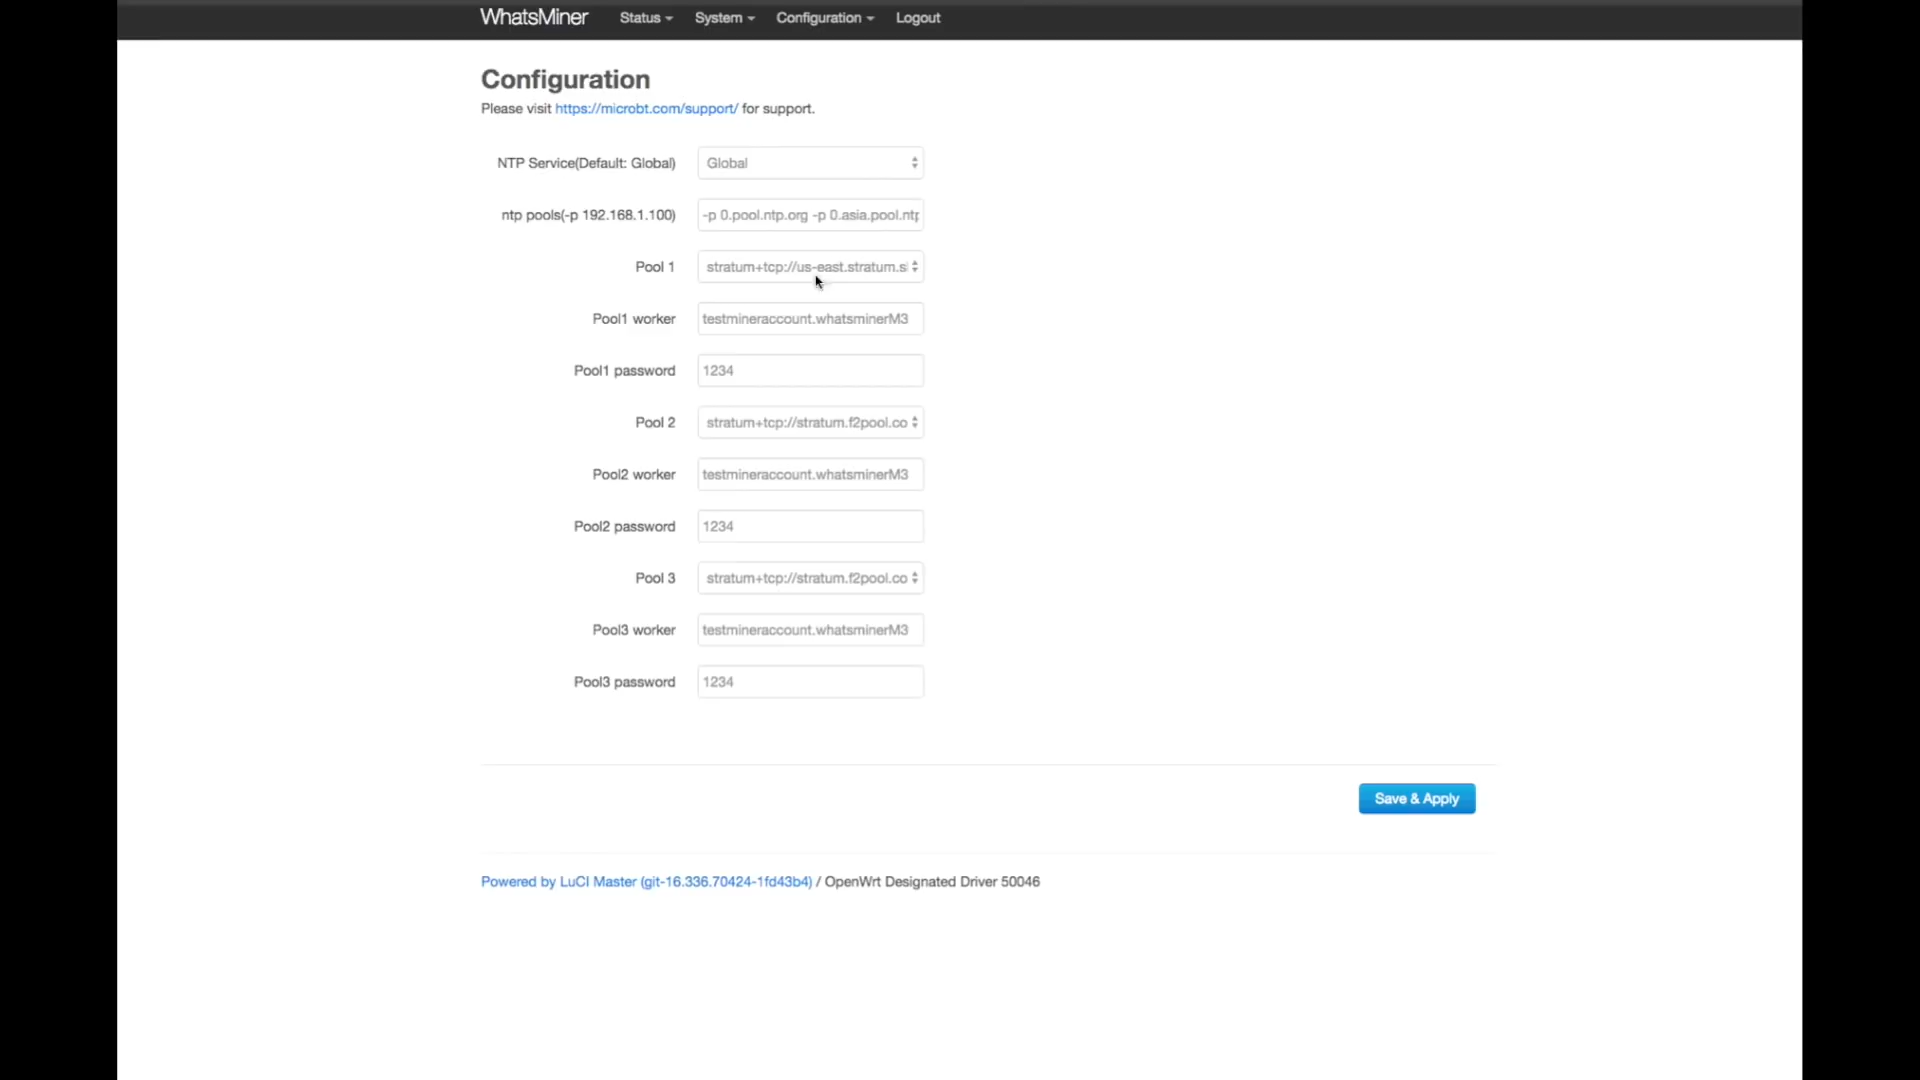 WhatsMiner Status System Configuration Logout
Configuration
Please visit https://microbt.com/support/ for support.
NTP Service(Default: Global) Global
ntp pools(-p 192.168.1.100) -p 0.pool.ntp.org -p 0.asia.pool.ntp
Pool 1 stratum+tcp://us-east.stratum.sl
Pool1 worker testmineraccount.whatsminerM3
Pool1 password 1234
Pool 2 stratum+tcp://stratum.f2pool.co
Pool2 worker testmineraccount.whatsminerM3
Pool2 password 1234
Pool 3 stratum+tcp://stratum.f2pool.co
Pool3 worker testmineraccount.whatsminerM3
Pool3 password 1234
Save & Apply
Powered by LuCI Master (git-16.336.70424-1fd43b4) / OpenWrt Designated Driver 50046